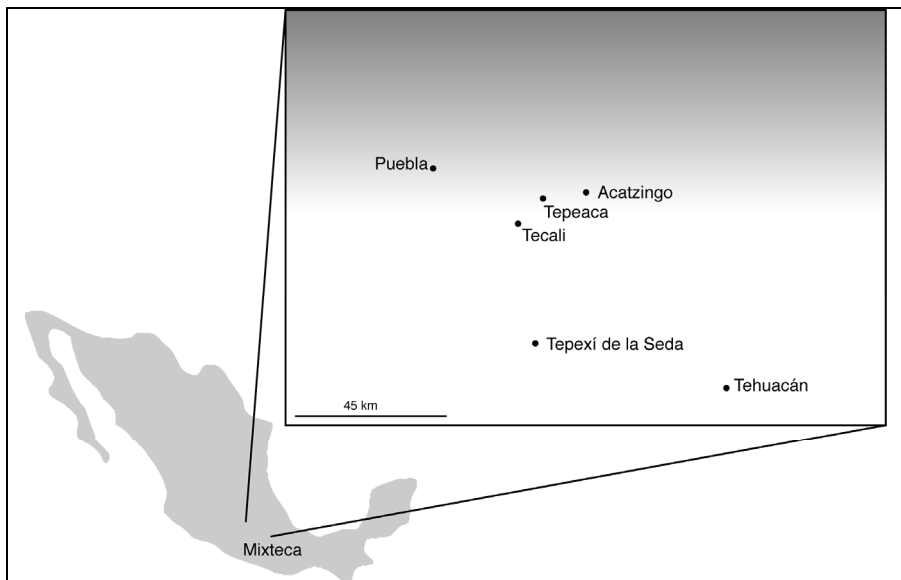 Puebla
Acatzingo
Tepeaca
Tecali
Tepexí de la Seda
Tehuacán
45 km
Mixteca